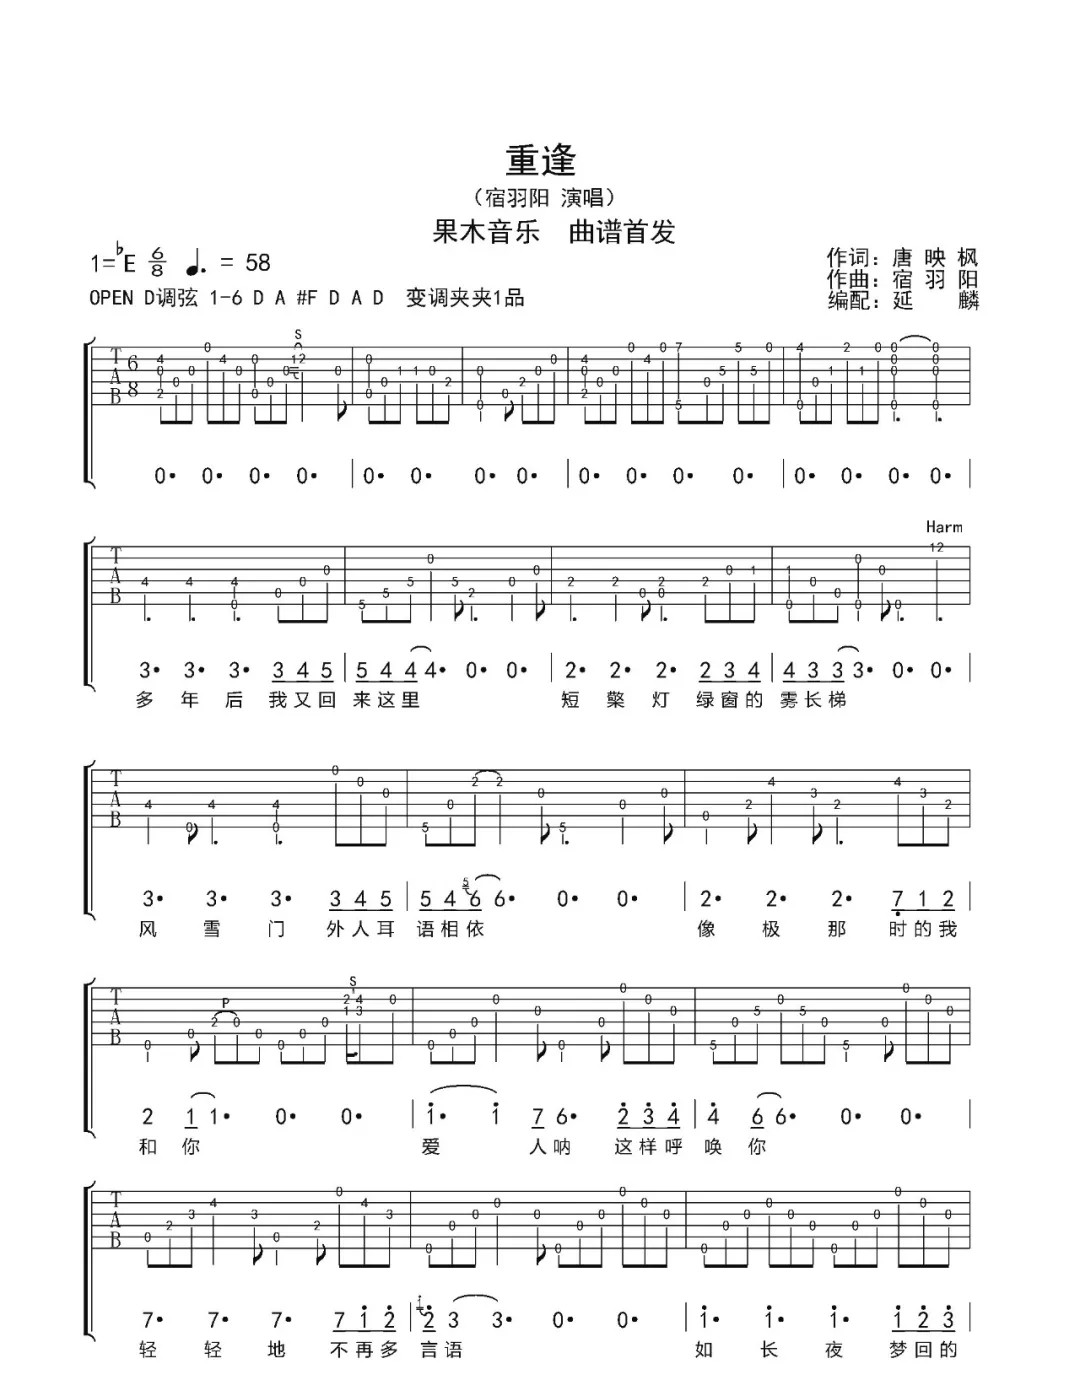 重逢
（宿羽阳 演唱）
果木音乐 曲谱首发
1=♭E 6/8 ♩. = 58
作词：唐 映 枫
作曲：宿 羽 阳
OPEN D调弦 1-6 D A #F D A D 变调夹夹1品
编配：延 麟
S
0· 0· 0· 0· | 0· 0· 0· 0· | 0· 0· 0· 0· | 0· 0· 0· 0·
Harm
3· 3· 3· 3 4 5 | 5 4 4 4· 0· 0· | 2· 2· 2· 2 3 4 | 4 3 3 3· 0· 0·
多 年 后 我又回 来这里 短 檠 灯 绿窗的 雾长梯
3· 3· 3· 3 4 5 | 5 4 6 6· 0· 0· | 2· 2· 2· 7 1 2
风 雪 门 外人耳 语相依 像 极 那 时的我
P S
2 1 1· 0· 0· | 1· 1 7 6· 2 3 4 | 4 6 6· 0· 0·
和 你 爱 人呐 这样呼 唤你
7· 7· 7· 7 1 2 | 2 3 3· 0· 0· | 1· 1· 1· 1 2 3
轻 轻 地 不再多 言语 如 长 夜 梦回的